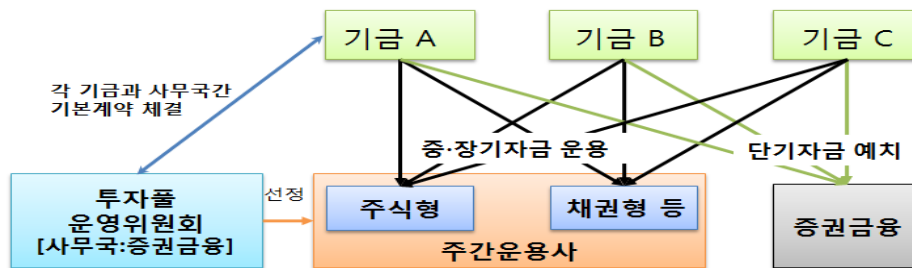 기금 A
기금 B
기금 C
각 기금과 사무국간
기본계약 체결
중·장기자금 운용
단기자금 예치
투자풀
운영위원회
[사무국:증권금융]
선정
주식형
채권형 등
주간운용사
증권금융